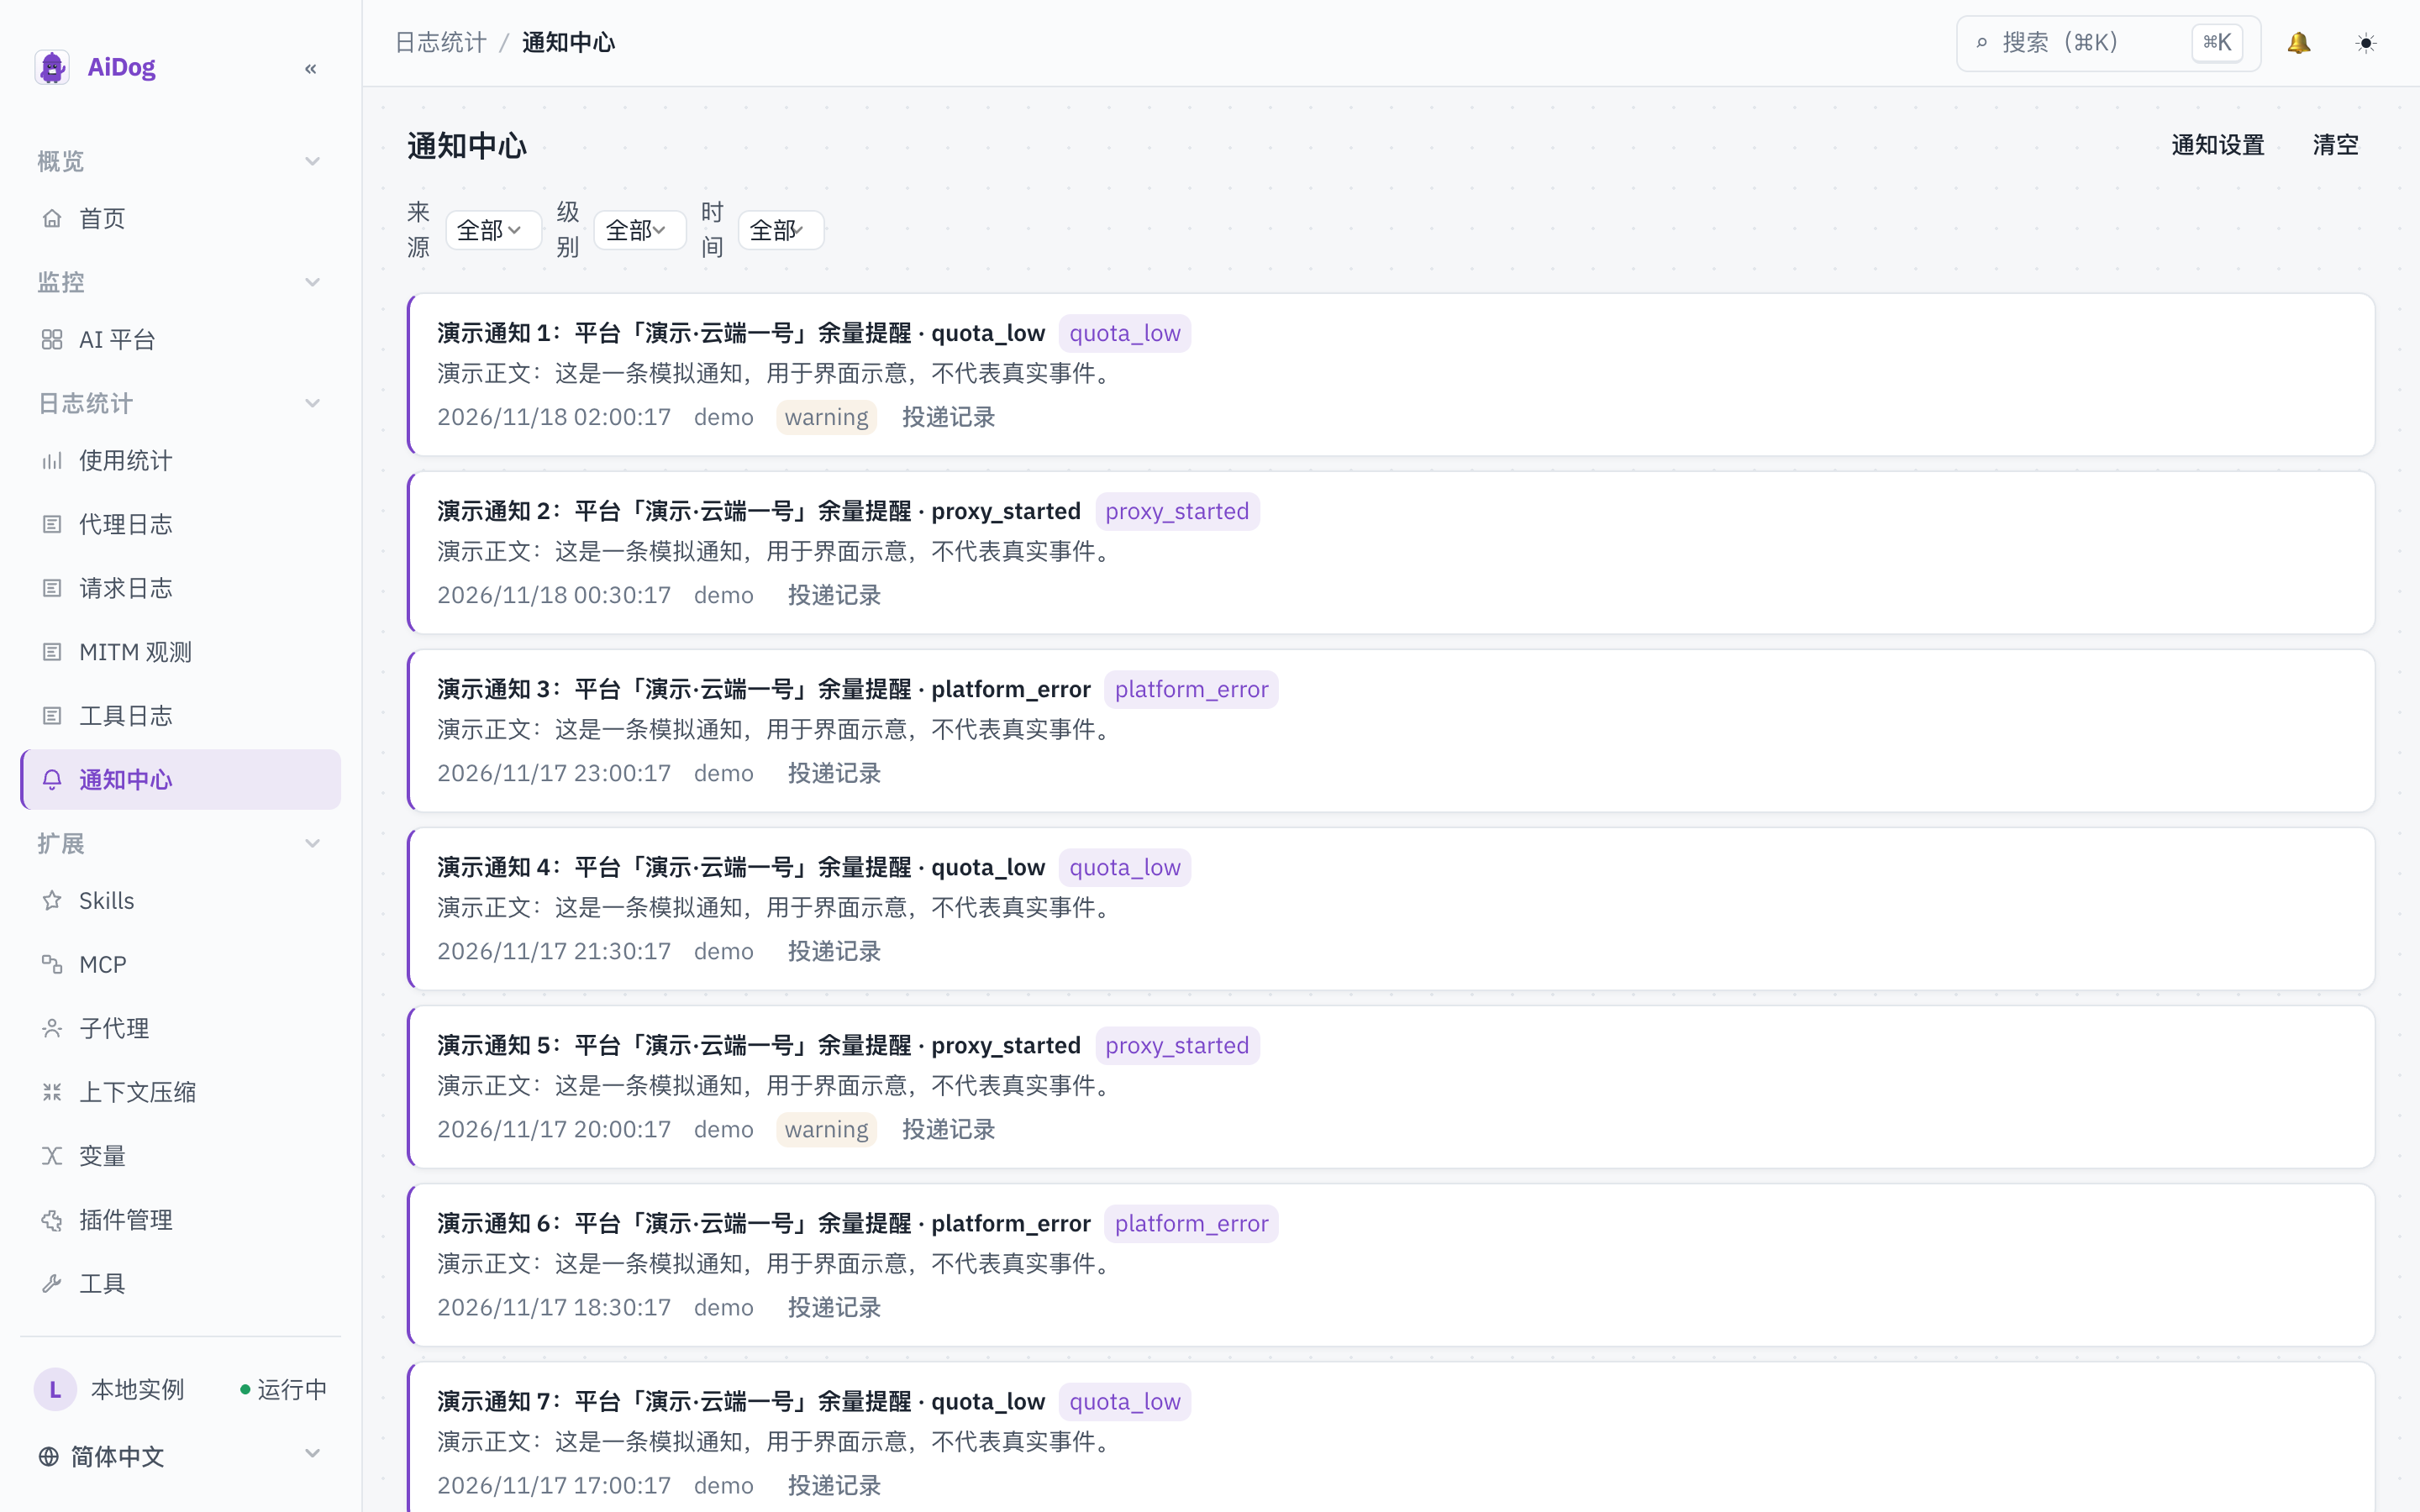 AiDog
«
概览
首页
监控
AI 平台
日志统计
使用统计
代理日志
请求日志
MITM 观测
工具日志
通知中心
扩展
Skills
MCP
子代理
上下文压缩
变量
插件管理
工具
L 本地实例 运行中
简体中文
日志统计 / 通知中心
搜索（⌘K） ⌘K
通知中心
通知设置 清空
来源 全部 级别 全部 时间 全部
演示通知 1：平台「演示·云端一号」余量提醒 · quota_low quota_low
演示正文：这是一条模拟通知，用于界面示意，不代表真实事件。
2026/11/18 02:00:17 demo warning 投递记录
演示通知 2：平台「演示·云端一号」余量提醒 · proxy_started proxy_started
演示正文：这是一条模拟通知，用于界面示意，不代表真实事件。
2026/11/18 00:30:17 demo 投递记录
演示通知 3：平台「演示·云端一号」余量提醒 · platform_error platform_error
演示正文：这是一条模拟通知，用于界面示意，不代表真实事件。
2026/11/17 23:00:17 demo 投递记录
演示通知 4：平台「演示·云端一号」余量提醒 · quota_low quota_low
演示正文：这是一条模拟通知，用于界面示意，不代表真实事件。
2026/11/17 21:30:17 demo 投递记录
演示通知 5：平台「演示·云端一号」余量提醒 · proxy_started proxy_started
演示正文：这是一条模拟通知，用于界面示意，不代表真实事件。
2026/11/17 20:00:17 demo warning 投递记录
演示通知 6：平台「演示·云端一号」余量提醒 · platform_error platform_error
演示正文：这是一条模拟通知，用于界面示意，不代表真实事件。
2026/11/17 18:30:17 demo 投递记录
演示通知 7：平台「演示·云端一号」余量提醒 · quota_low quota_low
演示正文：这是一条模拟通知，用于界面示意，不代表真实事件。
2026/11/17 17:00:17 demo 投递记录